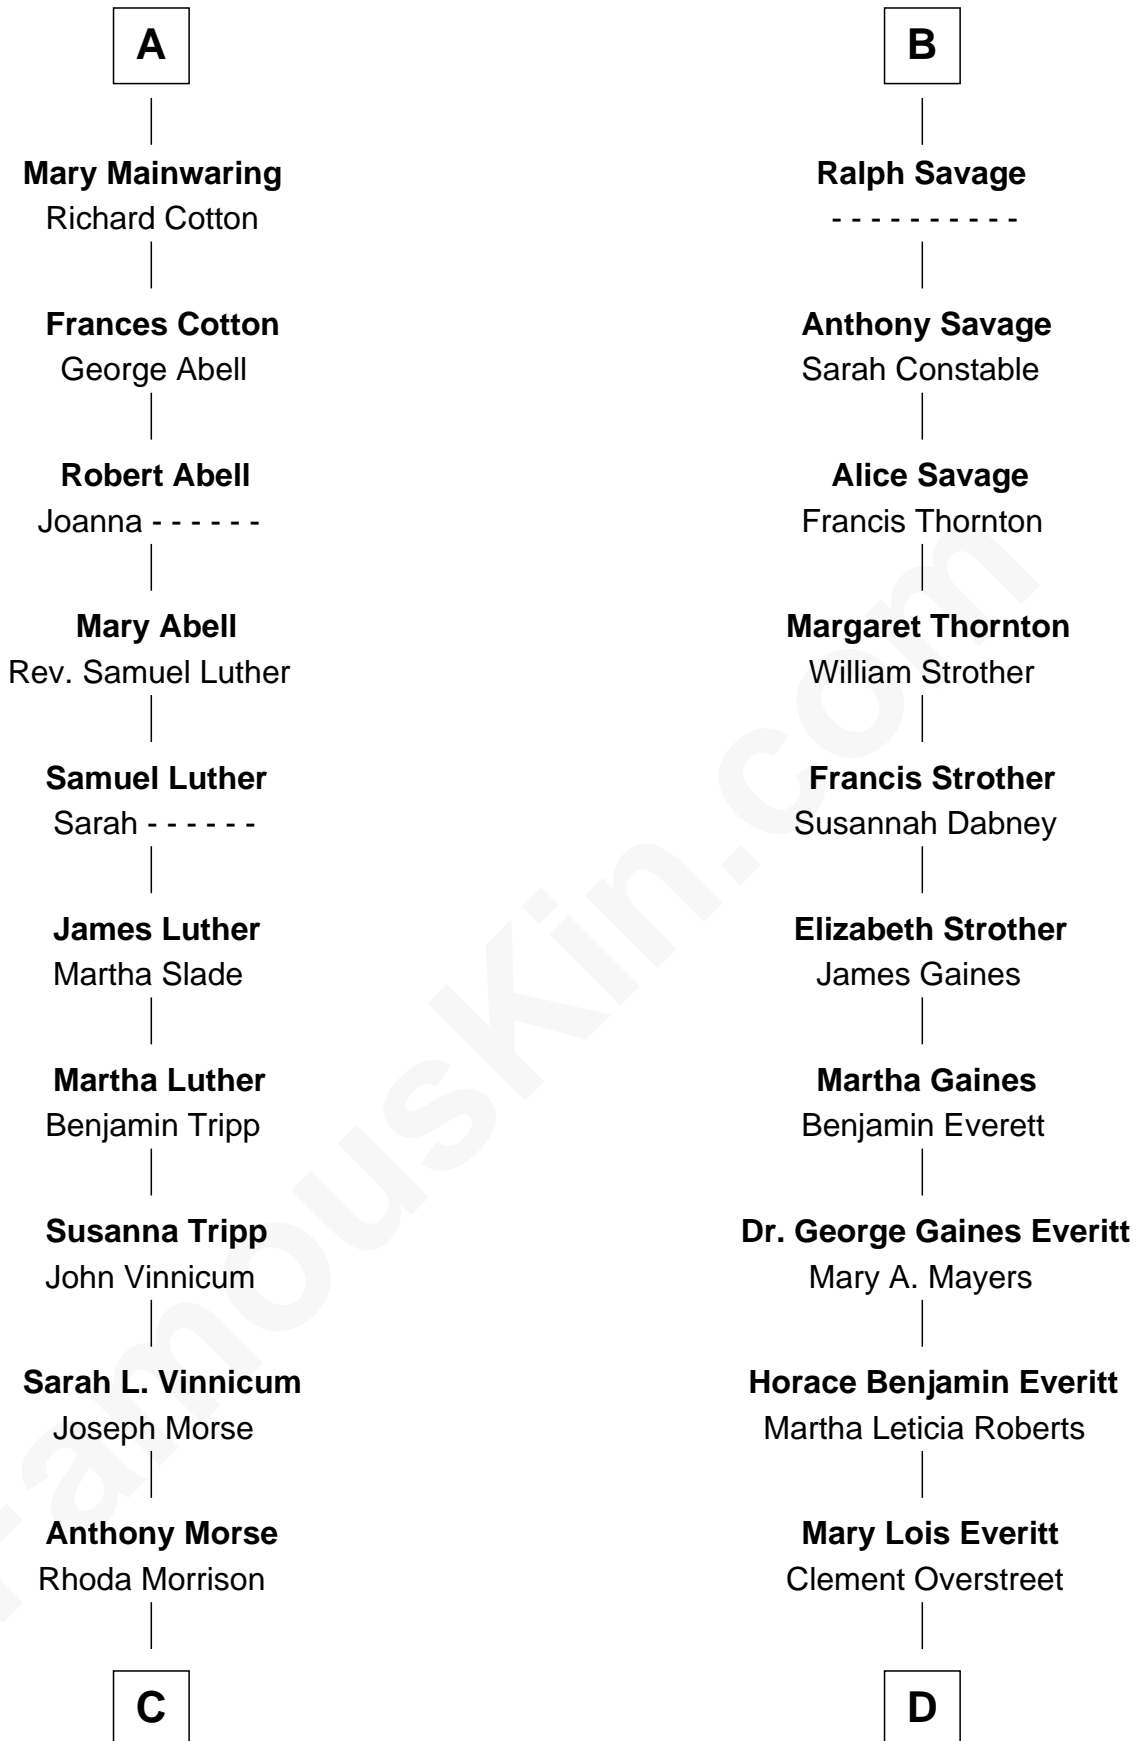 A
Mary Mainwaring
Richard Cotton
Frances Cotton
George Abell
Robert Abell
Joanna - - - - - -
Mary Abell
Rev. Samuel Luther
Samuel Luther
Sarah - - - - - -
James Luther
Martha Slade
Martha Luther
Benjamin Tripp
Susanna Tripp
John Vinnicum
Sarah L. Vinnicum
Joseph Morse
Anthony Morse
Rhoda Morrison
C
B
Ralph Savage
- - - - - - - - - -
Anthony Savage
Sarah Constable
Alice Savage
Francis Thornton
Margaret Thornton
William Strother
Francis Strother
Susannah Dabney
Elizabeth Strother
James Gaines
Martha Gaines
Benjamin Everett
Dr. George Gaines Everitt
Mary A. Mayers
Horace Benjamin Everitt
Martha Leticia Roberts
Mary Lois Everitt
Clement Overstreet
D
FamousKin.com